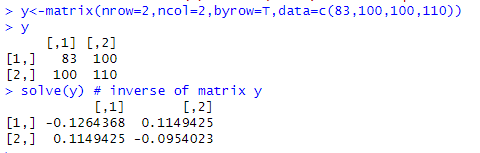 > y<-matrix(nrow=2,ncol=2,byrow=T,data=c(83,100,100,110))
> y
     [,1] [,2]
[1,]   83  100
[2,]  100  110
> solve(y) # inverse of matrix y
           [,1]       [,2]
[1,] -0.1264368  0.1149425
[2,]  0.1149425 -0.0954023